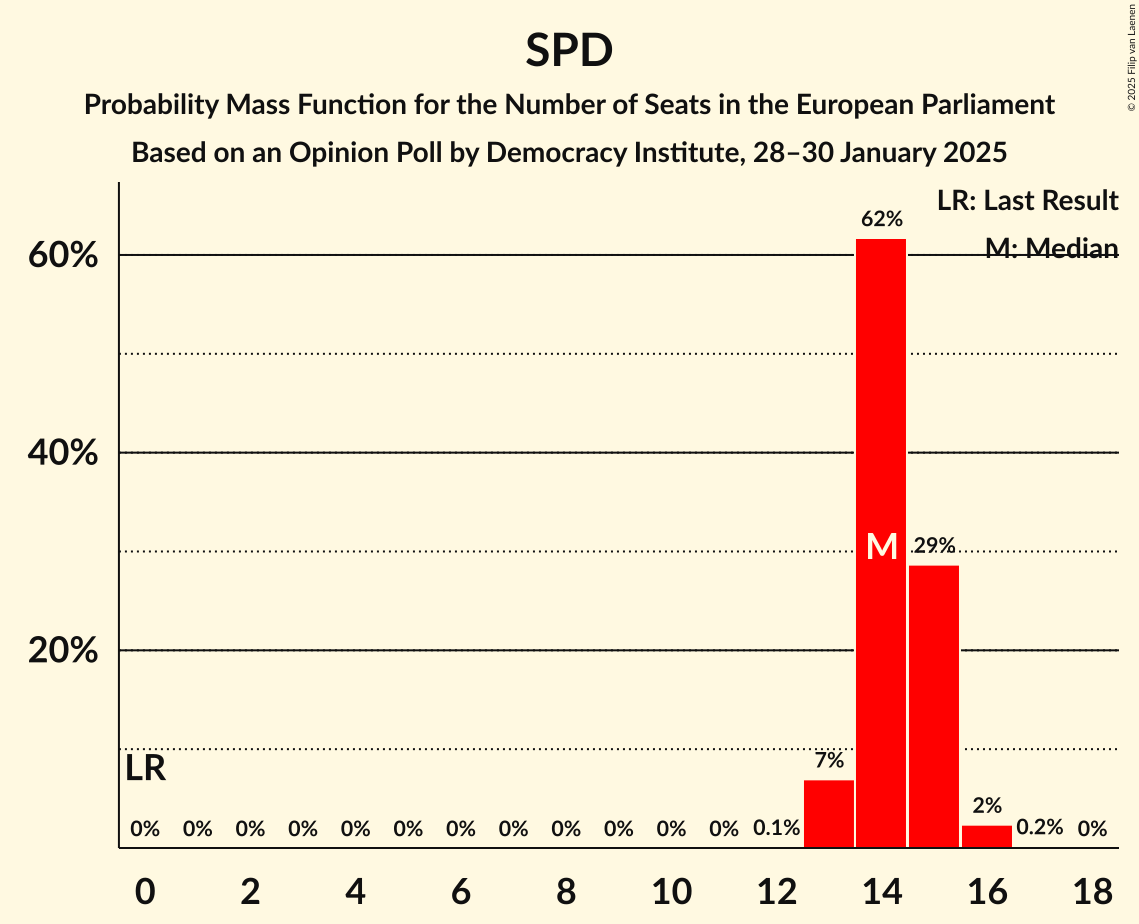 SPD
Probability Mass Function for the Number of Seats in the European Parliament
Based on an Opinion Poll by Democracy Institute, 28–30 January 2025
© 2025 Filip van Laenen
LR: Last Result
M: Median
62%
60%
40%
M
29%
20%
LR
7%
2%
0% 0% 0% 0% 0% 0% 0% 0% 0% 0% 0% 0% 0.1% 0.2% 0%
0 2 4 6 8 10 12 14 16 18